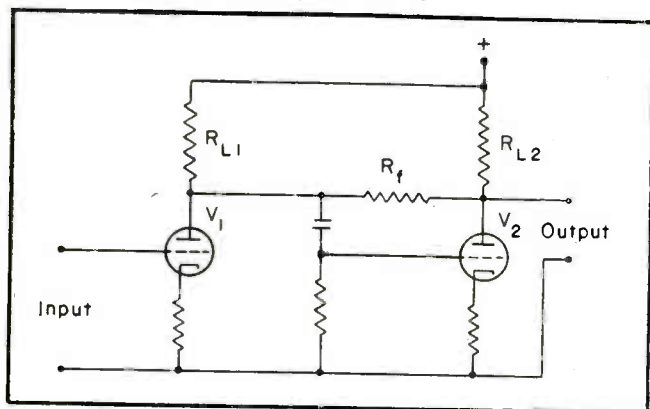 +
R_L1
R_L2
R_f
V_1
V_2
Output
Input